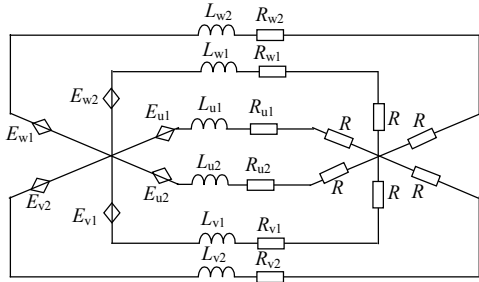 L_w2 R_w2
L_w1 R_w1
E_w2
E_w1 E_u1 L_u1 R_u1 R R R
L_u2 R_u2
E_v2 E_u2 R R R
E_v1
L_v1 R_v1
L_v2 R_v2